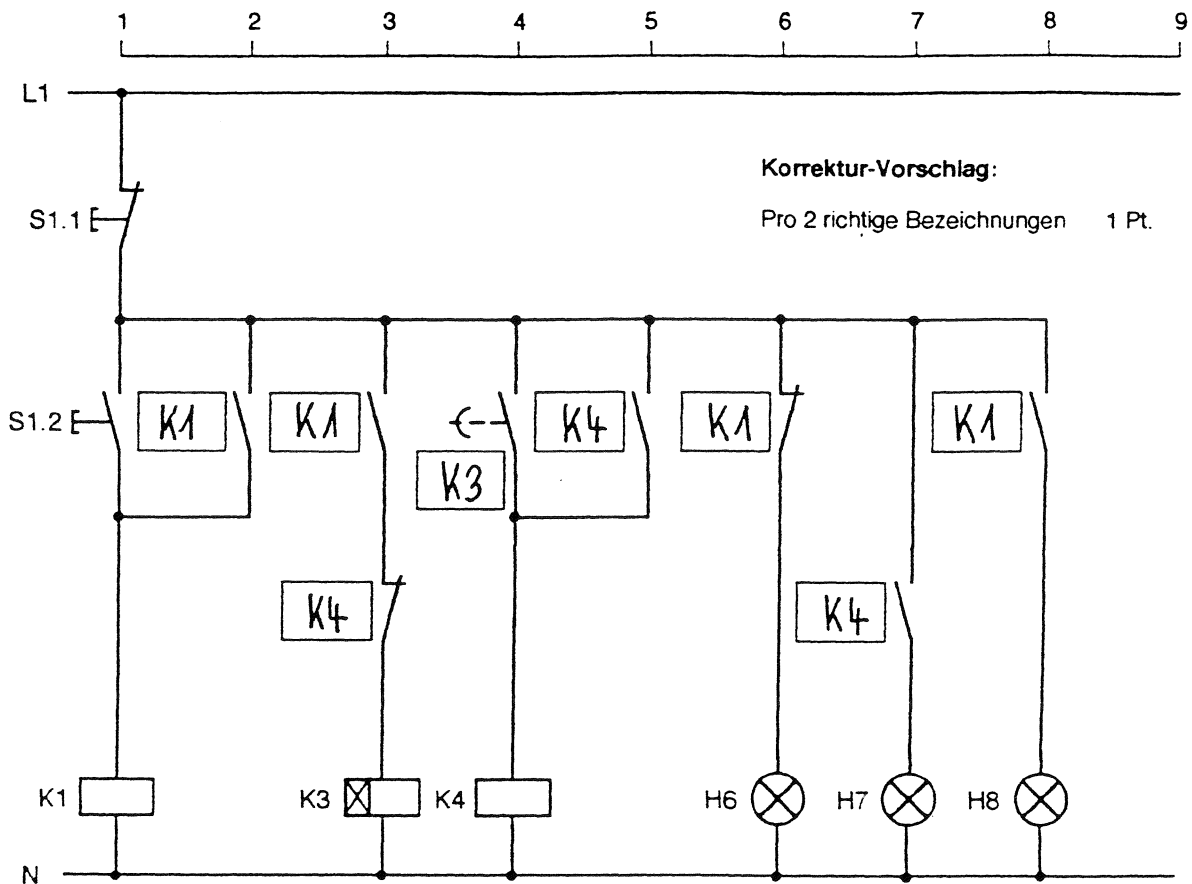 1 2 3 4 5 6 7 8 9
L1
Korrektur-Vorschlag:
S1.1
Pro 2 richtige Bezeichnungen 1 Pt.
S1.2 K1 K1 K4 K1 K1
K3
K4 K4
K1 K3 K4 H6 H7 H8
N